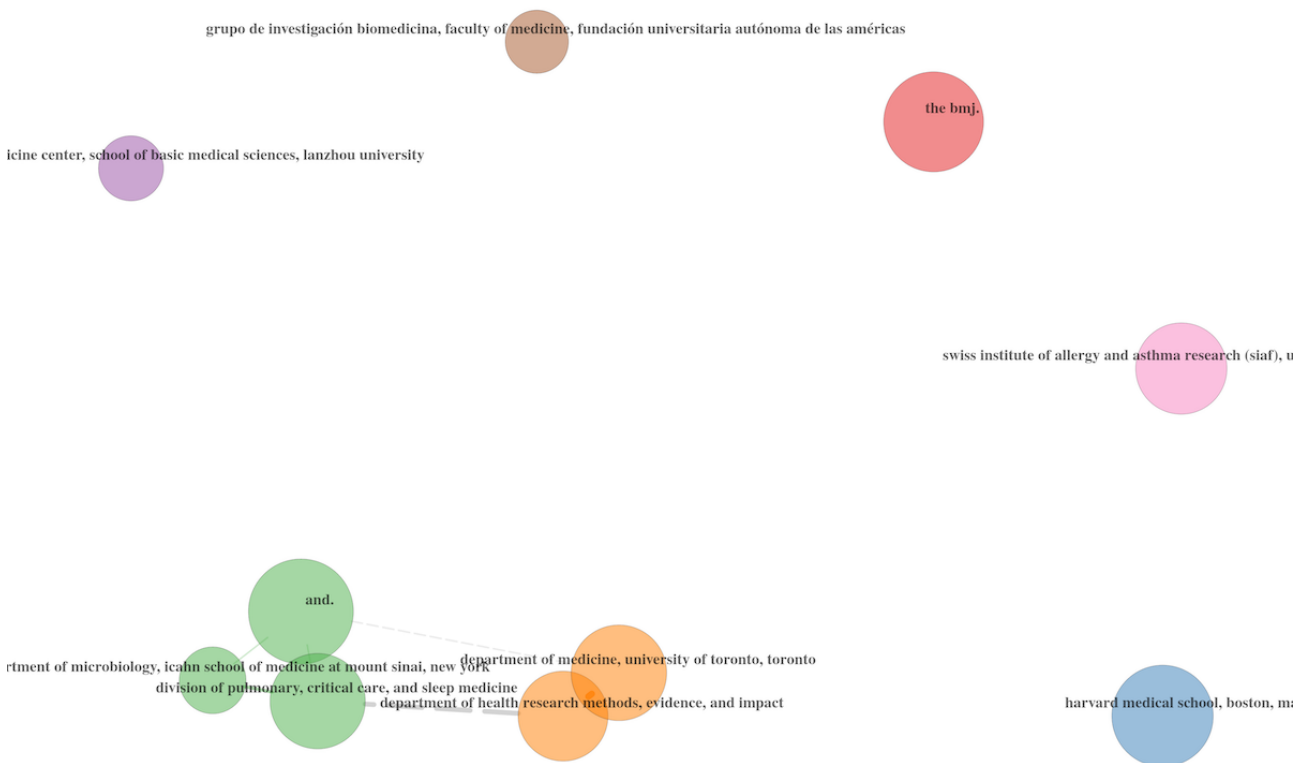 grupo de investigación biomedicina, faculty of medicine, fundación universitaria autónoma de las américas
the bmj.
icine center, school of basic medical sciences, lanzhou university
swiss institute of allergy and asthma research (siaf), u
and.
rtment of microbiology, icahn school of medicine at mount sinai, new york
department of medicine, university of toronto, toronto
division of pulmonary, critical care, and sleep medicine
department of health research methods, evidence, and impact
harvard medical school, boston, ma